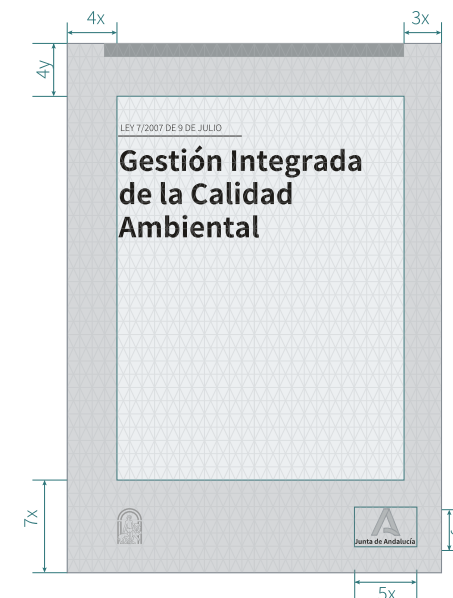 4x
3x
4y
LEY 7/2007 DE 9 DE JULIO
Gestión Integrada
de la Calidad
Ambiental
7x
Junta de Andalucía
5x